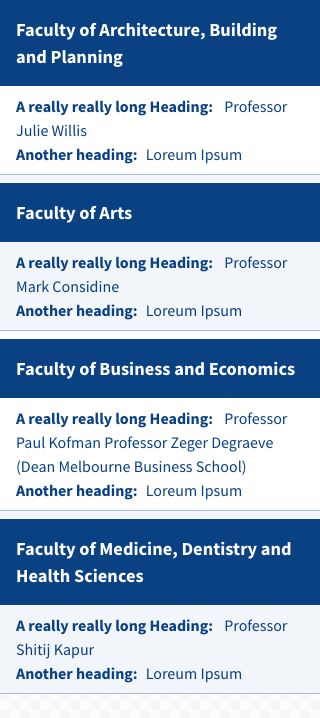 Faculty of Architecture, Building
and Planning
A really really long Heading: Professor
Julie Willis
Another heading: Loreum Ipsum
Faculty of Arts
A really really long Heading: Professor
Mark Considine
Another heading: Loreum Ipsum
Faculty of Business and Economics
A really really long Heading: Professor
Paul Kofman Professor Zeger Degraeve
(Dean Melbourne Business School)
Another heading: Loreum Ipsum
Faculty of Medicine, Dentistry and
Health Sciences
A really really long Heading: Professor
Shitij Kapur
Another heading: Loreum Ipsum